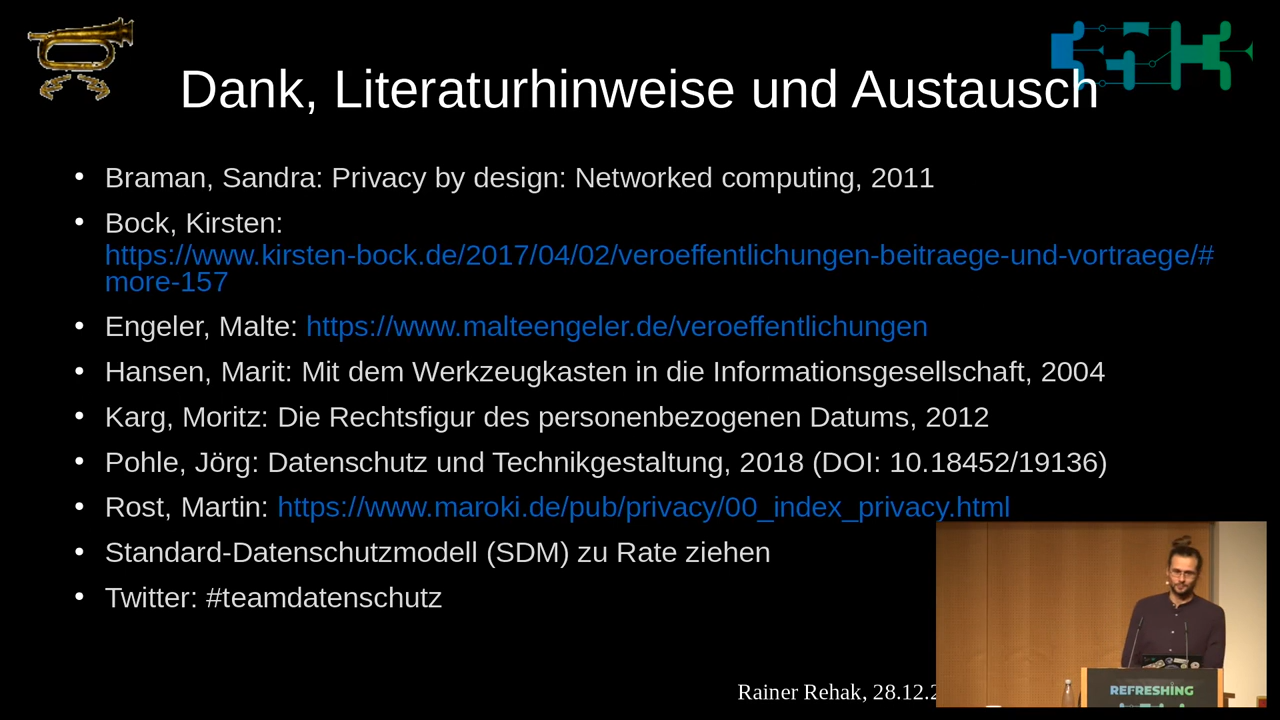 Dank, Literaturhinweise und Austausch
• Braman, Sandra: Privacy by design: Networked computing, 2011
• Bock, Kirsten:
https://www.kirsten-bock.de/2017/04/02/veroeffentlichungen-beitraege-und-vortraege/#
more-157
• Engeler, Malte: https://www.malteengeler.de/veroeffentlichungen
• Hansen, Marit: Mit dem Werkzeugkasten in die Informationsgesellschaft, 2004
• Karg, Moritz: Die Rechtsfigur des personenbezogenen Datums, 2012
• Pohle, Jörg: Datenschutz und Technikgestaltung, 2018 (DOI: 10.18452/19136)
• Rost, Martin: https://www.maroki.de/pub/privacy/00_index_privacy.html
• Standard-Datenschutzmodell (SDM) zu Rate ziehen
• Twitter: #teamdatenschutz
Rainer Rehak, 28.12.2
REFRESHING